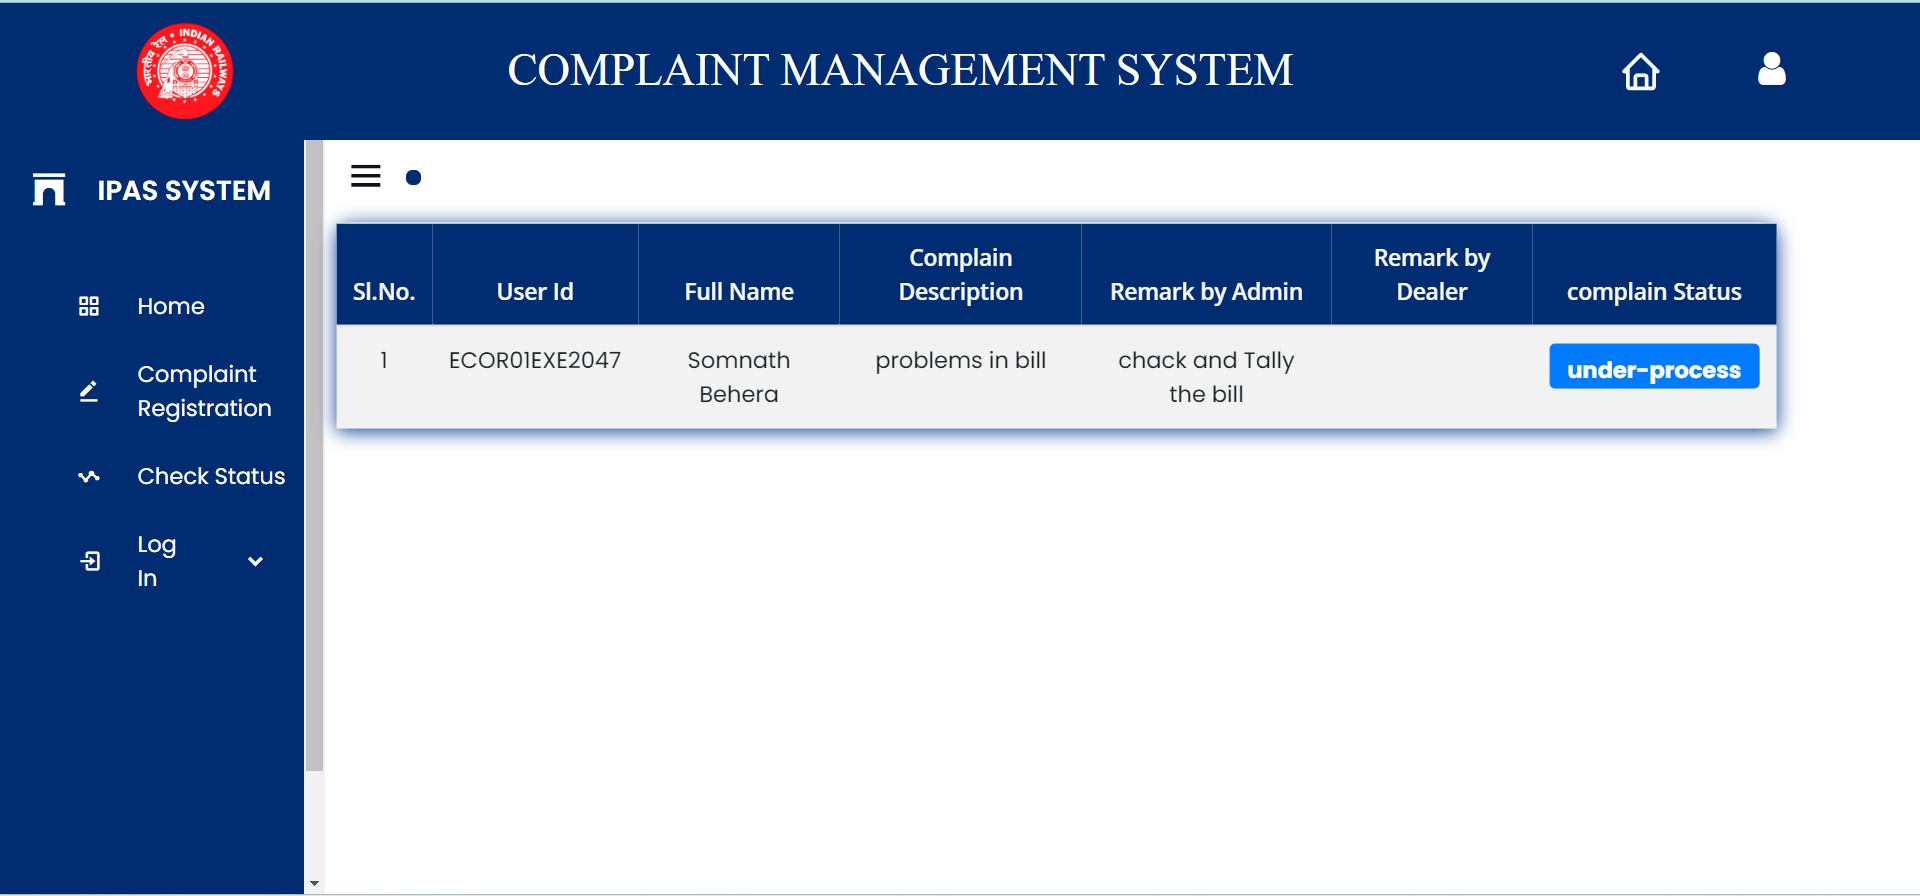 भारतीय रेल • INDIAN RAILWAYS
COMPLAINT MANAGEMENT SYSTEM
IPAS SYSTEM
Home
Complaint
Registration
Check Status
Log
In
Sl.No.
User Id
Full Name
Complain
Description
Remark by Admin
Remark by
Dealer
complain Status
1
ECOR01EXE2047
Somnath
Behera
problems in bill
chack and Tally
the bill
under-process